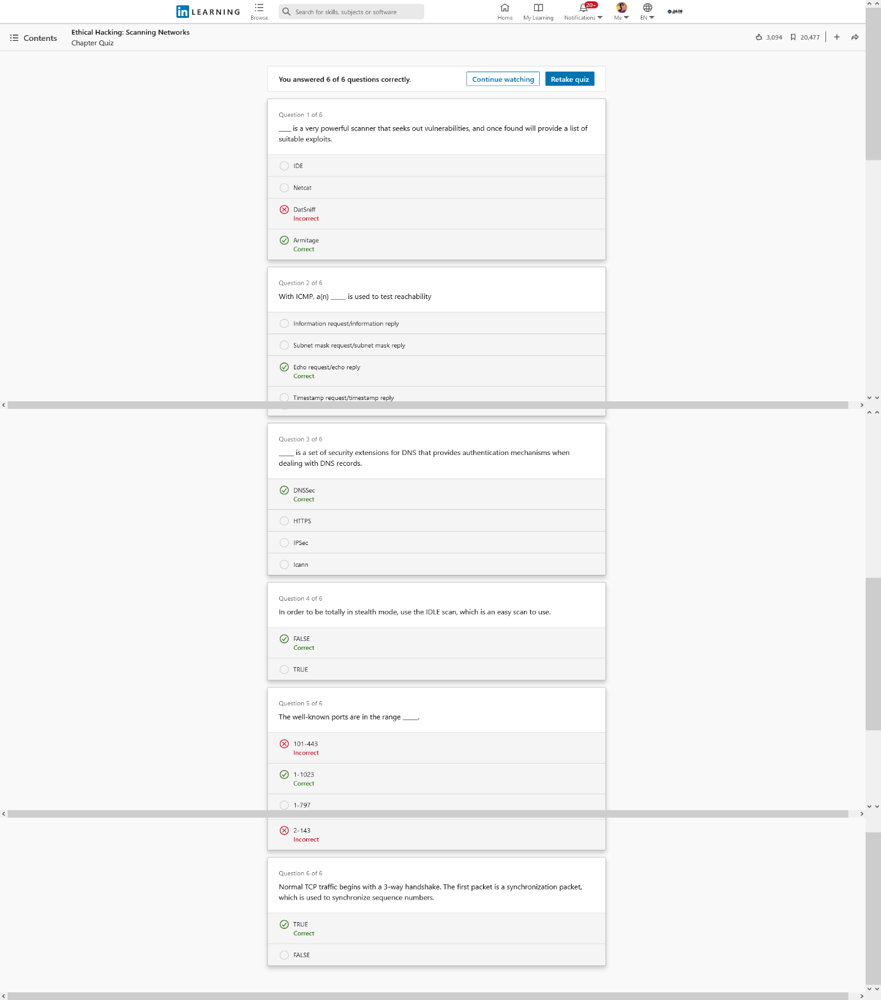 in LEARNING
Browse
Search for skills, subjects or software
Home
My Learning
20+
Notifications
Me
EN
JAIN
Contents
Ethical Hacking: Scanning Networks
Chapter Quiz
3,094
20,477
You answered 6 of 6 questions correctly.
Continue watching
Retake quiz
Question 1 of 6
____ is a very powerful scanner that seeks out vulnerabilities, and once found will provide a list of
suitable exploits.
IDE
Netcat
DatSniff
Incorrect
Armitage
Correct
Question 2 of 6
With ICMP, a(n) _____ is used to test reachability
Information request/information reply
Subnet mask request/subnet mask reply
Echo request/echo reply
Correct
Timestamp request/timestamp reply
Question 3 of 6
_____ is a set of security extensions for DNS that provides authentication mechanisms when
dealing with DNS records.
DNSSec
Correct
HTTPS
IPSec
Icann
Question 4 of 6
In order to be totally in stealth mode, use the IDLE scan, which is an easy scan to use.
FALSE
Correct
TRUE
Question 5 of 6
The well-known ports are in the range _____.
101-443
Incorrect
1-1023
Correct
1-797
2-143
Incorrect
Question 6 of 6
Normal TCP traffic begins with a 3-way handshake. The first packet is a synchronization packet,
which is used to synchronize sequence numbers.
TRUE
Correct
FALSE